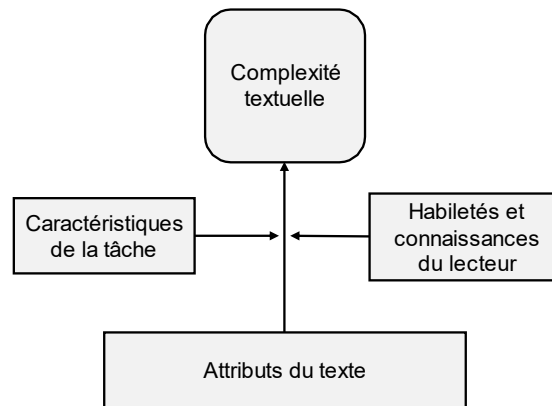 Complexité
textuelle
Caractéristiques
de la tâche
Habiletés et
connaissances
du lecteur
Attributs du texte